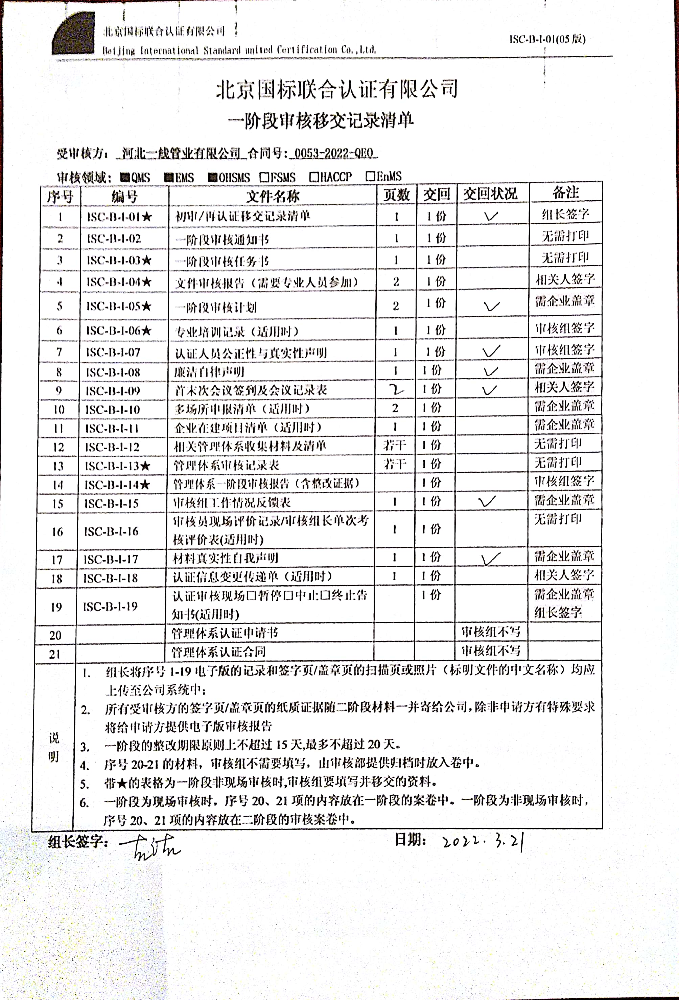 北京国标联合认证有限公司
Beijing International Standard united Certification Co.,Ltd.
ISC-B-I-01(05 版)
北京国标联合认证有限公司
一阶段审核移交记录清单
受审核方： 河北一线管业有限公司 合同号: 0053-2022-QEO
审核领域: ■QMS ■EMS ■OHSMS □FSMS □HACCP □EnMS
序号 编号 文件名称 页数 交回 交回状况 备注
1 ISC-B-I-01★ 初审/再认证移交记录清单 1 1 份 ✓ 组长签字
2 ISC-B-I-02 一阶段审核通知书 1 1 份 无需打印
3 ISC-B-I-03★ 一阶段审核任务书 1 1 份 无需打印
4 ISC-B-I-04★ 文件审核报告（需要专业人员参加） 2 1 份 相关人签字
5 ISC-B-I-05★ 一阶段审核计划 2 1 份 ✓ 需企业盖章
6 ISC-B-I-06★ 专业培训记录（适用时） 1 1 份 审核组签字
7 ISC-B-I-07 认证人员公正性与真实性声明 1 1 份 ✓ 审核组签字
8 ISC-B-I-08 廉洁自律声明 1 1 份 ✓ 需企业盖章
9 ISC-B-I-09 首末次会议签到及会议记录表 2 1 份 ✓ 相关人签字
10 ISC-B-I-10 多场所申报清单（适用时） 2 1 份 需企业盖章
11 ISC-B-I-11 企业在建项目清单（适用时） 1 1 份 需企业盖章
12 ISC-B-I-12 相关管理体系收集材料及清单 若干 1 份 无需打印
13 ISC-B-I-13★ 管理体系审核记录表 若干 1 份 无需打印
14 ISC-B-I-14★ 管理体系一阶段审核报告（含整改证据） 1 份 审核组签字
15 ISC-B-I-15 审核组工作情况反馈表 1 1 份 ✓ 需企业盖章
16 ISC-B-I-16 审核员现场评价记录/审核组长单次考 1 1 份 无需打印
核评价表(适用时)
17 ISC-B-I-17 材料真实性自我声明 1 1 份 ✓ 需企业盖章
18 ISC-B-I-18 认证信息变更传递单（适用时） 1 1 份 相关人签字
19 ISC-B-I-19 认证审核现场□暂停□中止□终止告 1 份 需企业盖章
知书(适用时) 组长签字
20 管理体系认证申请书 审核组不写
21 管理体系认证合同 审核组不写
说明
1. 组长将序号 1-19 电子版的记录和签字页/盖章页的扫描页或照片（标明文件的中文名称）均应
上传至公司系统中;
2. 所有受审核方的签字页/盖章页的纸质证据随二阶段材料一并寄给公司,除非申请方有特殊要求
将给申请方提供电子版审核报告
3. 一阶段的整改期限原则上不超过 15 天,最多不超过 20 天。
4. 序号 20-21 的材料，审核组不需要填写，由审核部提供归档时放入卷中。
5. 带★的表格为一阶段非现场审核时,审核组要填写并移交的资料。
6. 一阶段为现场审核时，序号 20、21 项的内容放在一阶段的案卷中。一阶段为非现场审核时，
序号 20、21 项的内容放在二阶段的审核案卷中。
组长签字: 日期: 2022.3.21